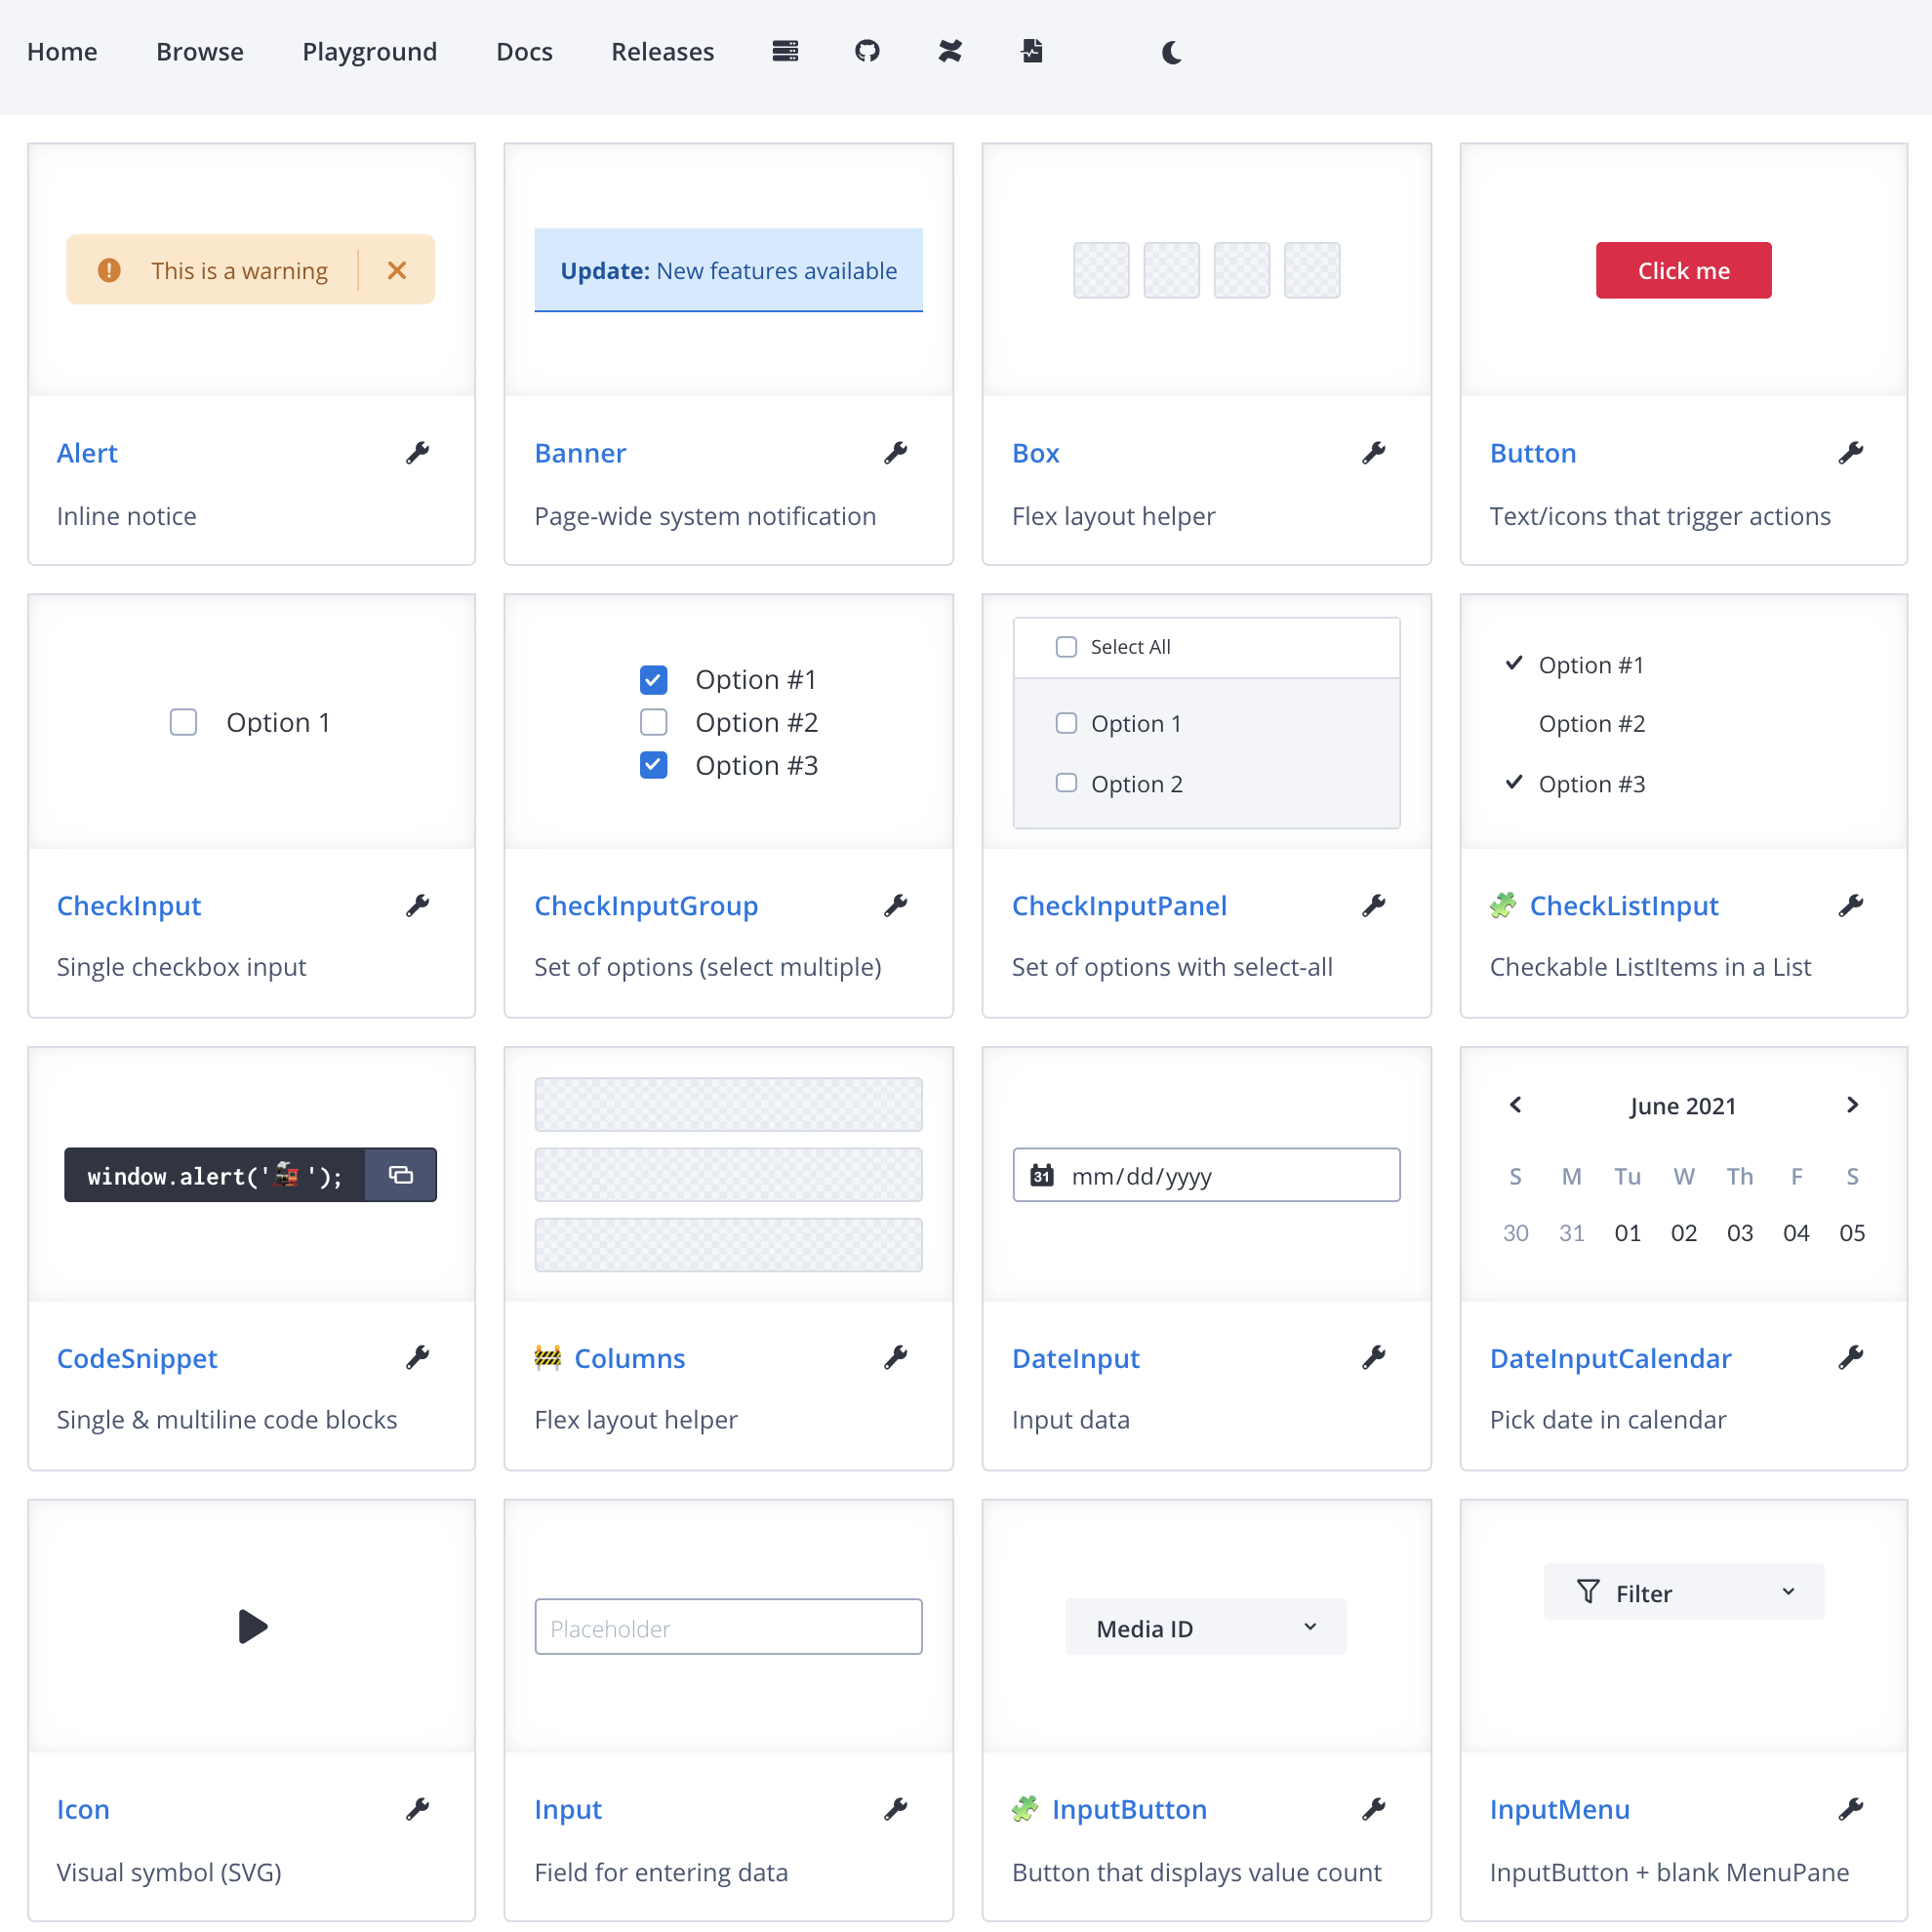 Home Browse Playground Docs Releases
This is a warning
Update: New features available
Click me
Alert
Banner
Box
Button
Inline notice
Page-wide system notification
Flex layout helper
Text/icons that trigger actions
Option 1
Option #1
Option #2
Option #3
Select All
Option 1
Option 2
Option #1
Option #2
Option #3
CheckInput
CheckInputGroup
CheckInputPanel
CheckListInput
Single checkbox input
Set of options (select multiple)
Set of options with select-all
Checkable ListItems in a List
window.alert('🚂');
31 mm/dd/yyyy
June 2021
S M Tu W Th F S
30 31 01 02 03 04 05
CodeSnippet
Columns
DateInput
DateInputCalendar
Single & multiline code blocks
Flex layout helper
Input data
Pick date in calendar
Placeholder
Media ID
Filter
Icon
Input
InputButton
InputMenu
Visual symbol (SVG)
Field for entering data
Button that displays value count
InputButton + blank MenuPane